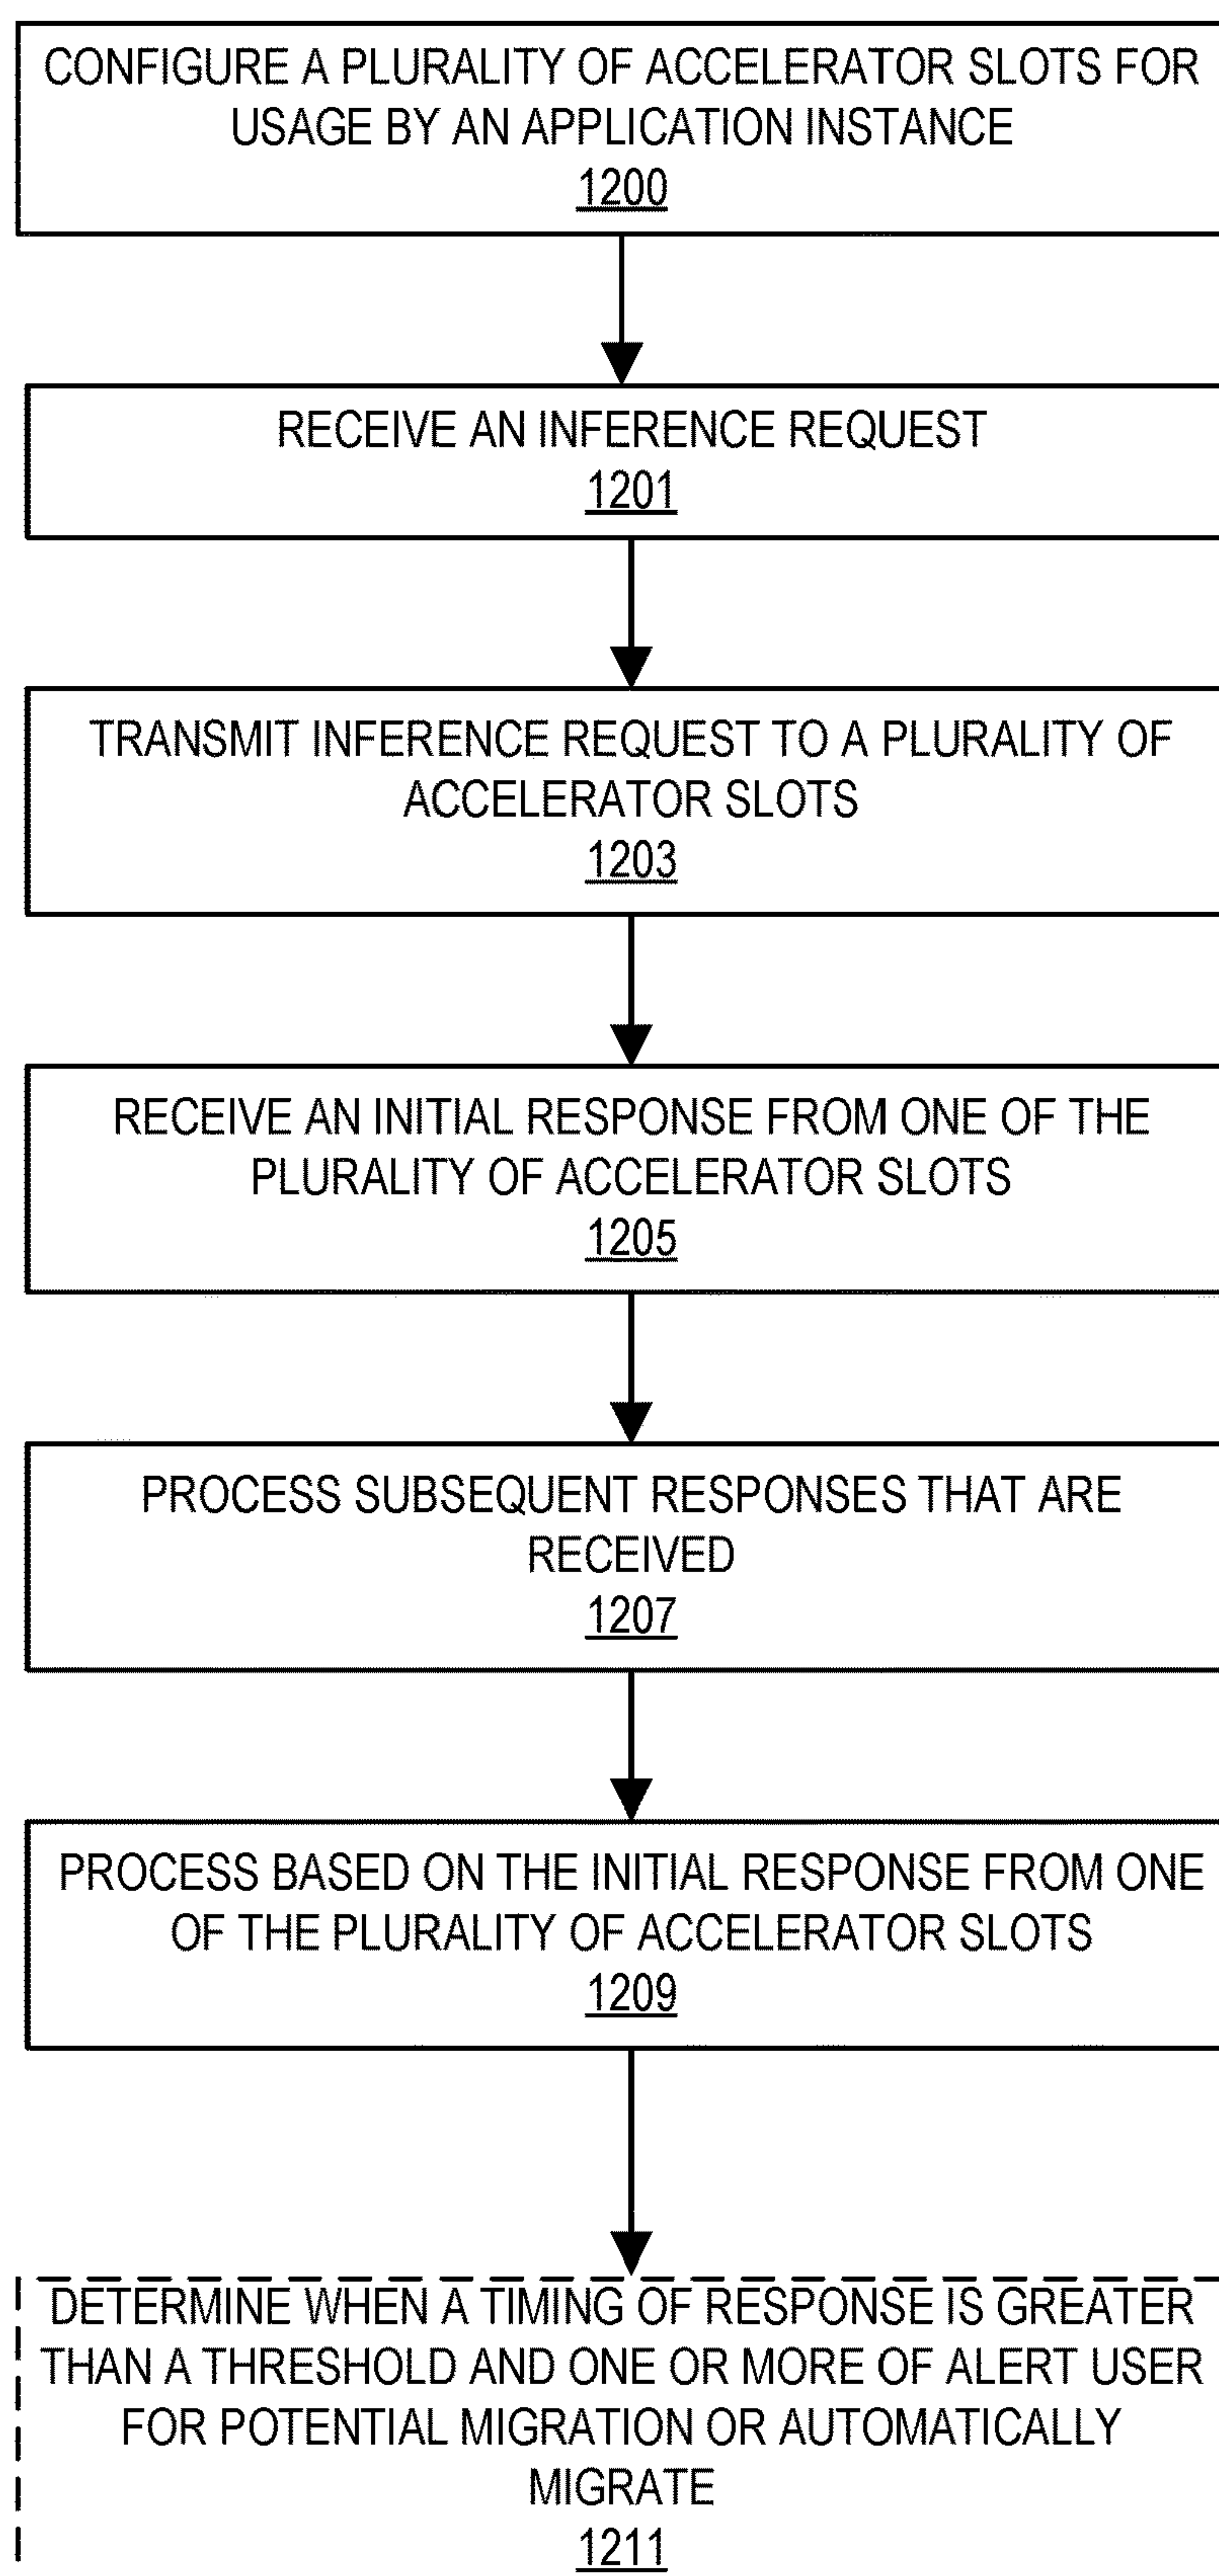 CONFIGURE A PLURALITY OF ACCELERATOR SLOTS FOR
USAGE BY AN APPLICATION INSTANCE
1200
RECEIVE AN INFERENCE REQUEST
1201
TRANSMIT INFERENCE REQUEST TO A PLURALITY OF
ACCELERATOR SLOTS
1203
RECEIVE AN INITIAL RESPONSE FROM ONE OF THE
PLURALITY OF ACCELERATOR SLOTS
1205
PROCESS SUBSEQUENT RESPONSES THAT ARE
RECEIVED
1207
PROCESS BASED ON THE INITIAL RESPONSE FROM ONE
OF THE PLURALITY OF ACCELERATOR SLOTS
1209
DETERMINE WHEN A TIMING OF RESPONSE IS GREATER
THAN A THRESHOLD AND ONE OR MORE OF ALERT USER
FOR POTENTIAL MIGRATION OR AUTOMATICALLY
MIGRATE
1211